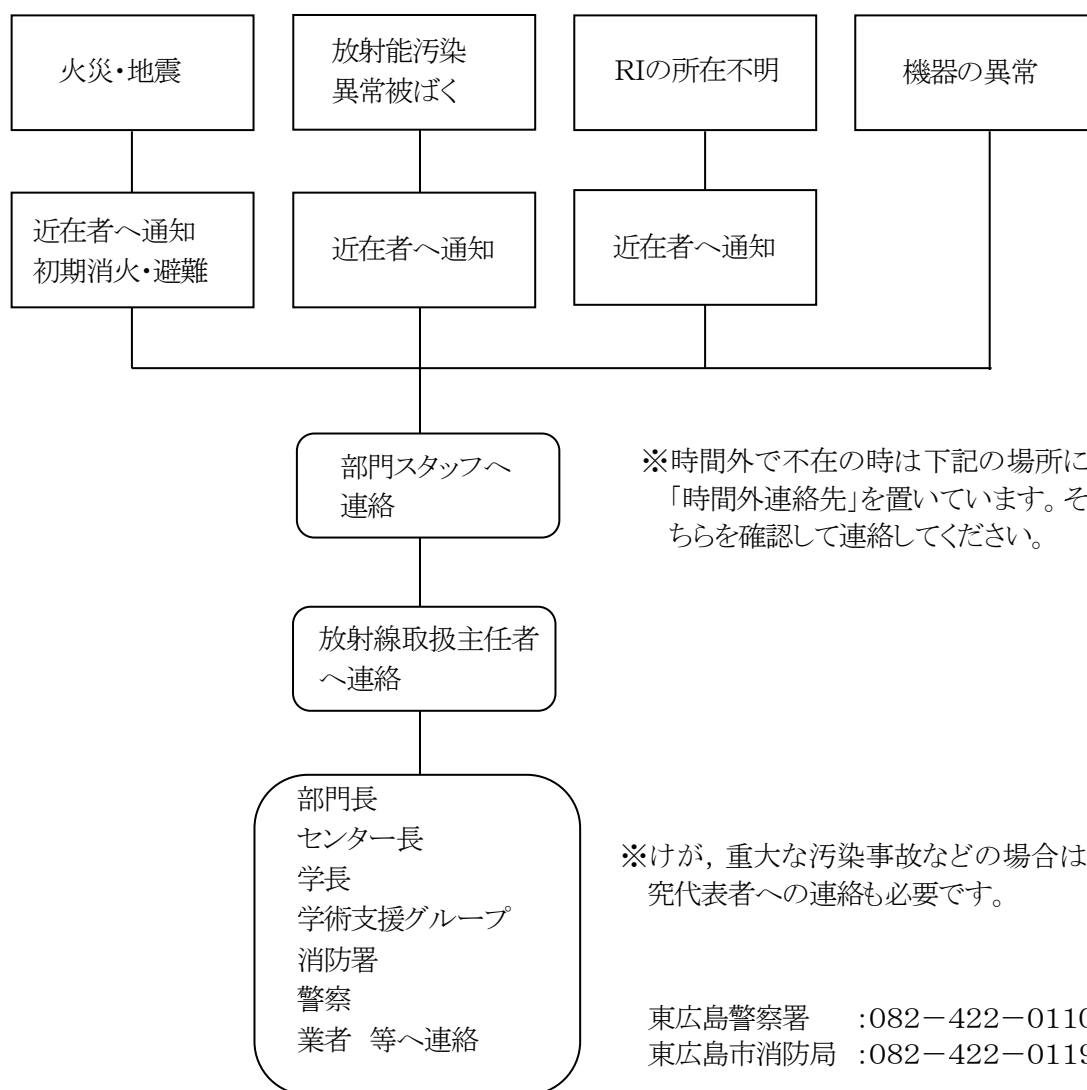 火災・地震
放射能汚染
異常被ばく
RIの所在不明
機器の異常
近在者へ通知
初期消火・避難
近在者へ通知
近在者へ通知
部門スタッフへ
連絡
※時間外で不在の時は下記の場所に
「時間外連絡先」を置いています。そ
ちらを確認して連絡してください。
放射線取扱主任者
へ連絡
部門長
センター長
学長
学術支援グループ
消防署
警察
業者 等へ連絡
※けが，重大な汚染事故などの場合は
究代表者への連絡も必要です。
東広島警察署 :082－422－0110
東広島市消防局 :082－422－0119